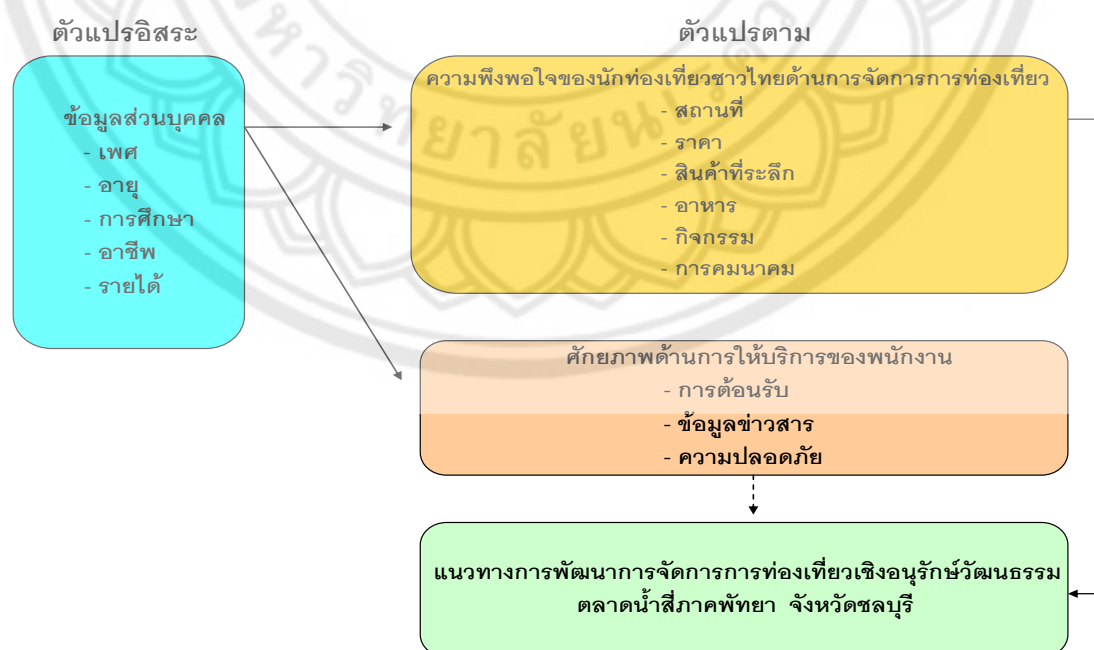 ตัวแปรอิสระ
ตัวแปรตาม
ข้อมูลส่วนบุคคล
- เพศ
- อายุ
- การศึกษา
- อาชีพ
- รายได้
ความพึงพอใจของนักท่องเที่ยวชาวไทยด้านการจัดการการท่องเที่ยว
- สถานที่
- ราคา
- สินค้าที่ระลึก
- อาหาร
- กิจกรรม
- การคมนาคม
ศักยภาพด้านการให้บริการของพนักงาน
- การต้อนรับ
- ข้อมูลข่าวสาร
- ความปลอดภัย
แนวทางการพัฒนาการจัดการการท่องเที่ยวเชิงอนุรักษ์วัฒนธรรม
ตลาดน้ำสี่ภาคพัทยา จังหวัดชลบุรี